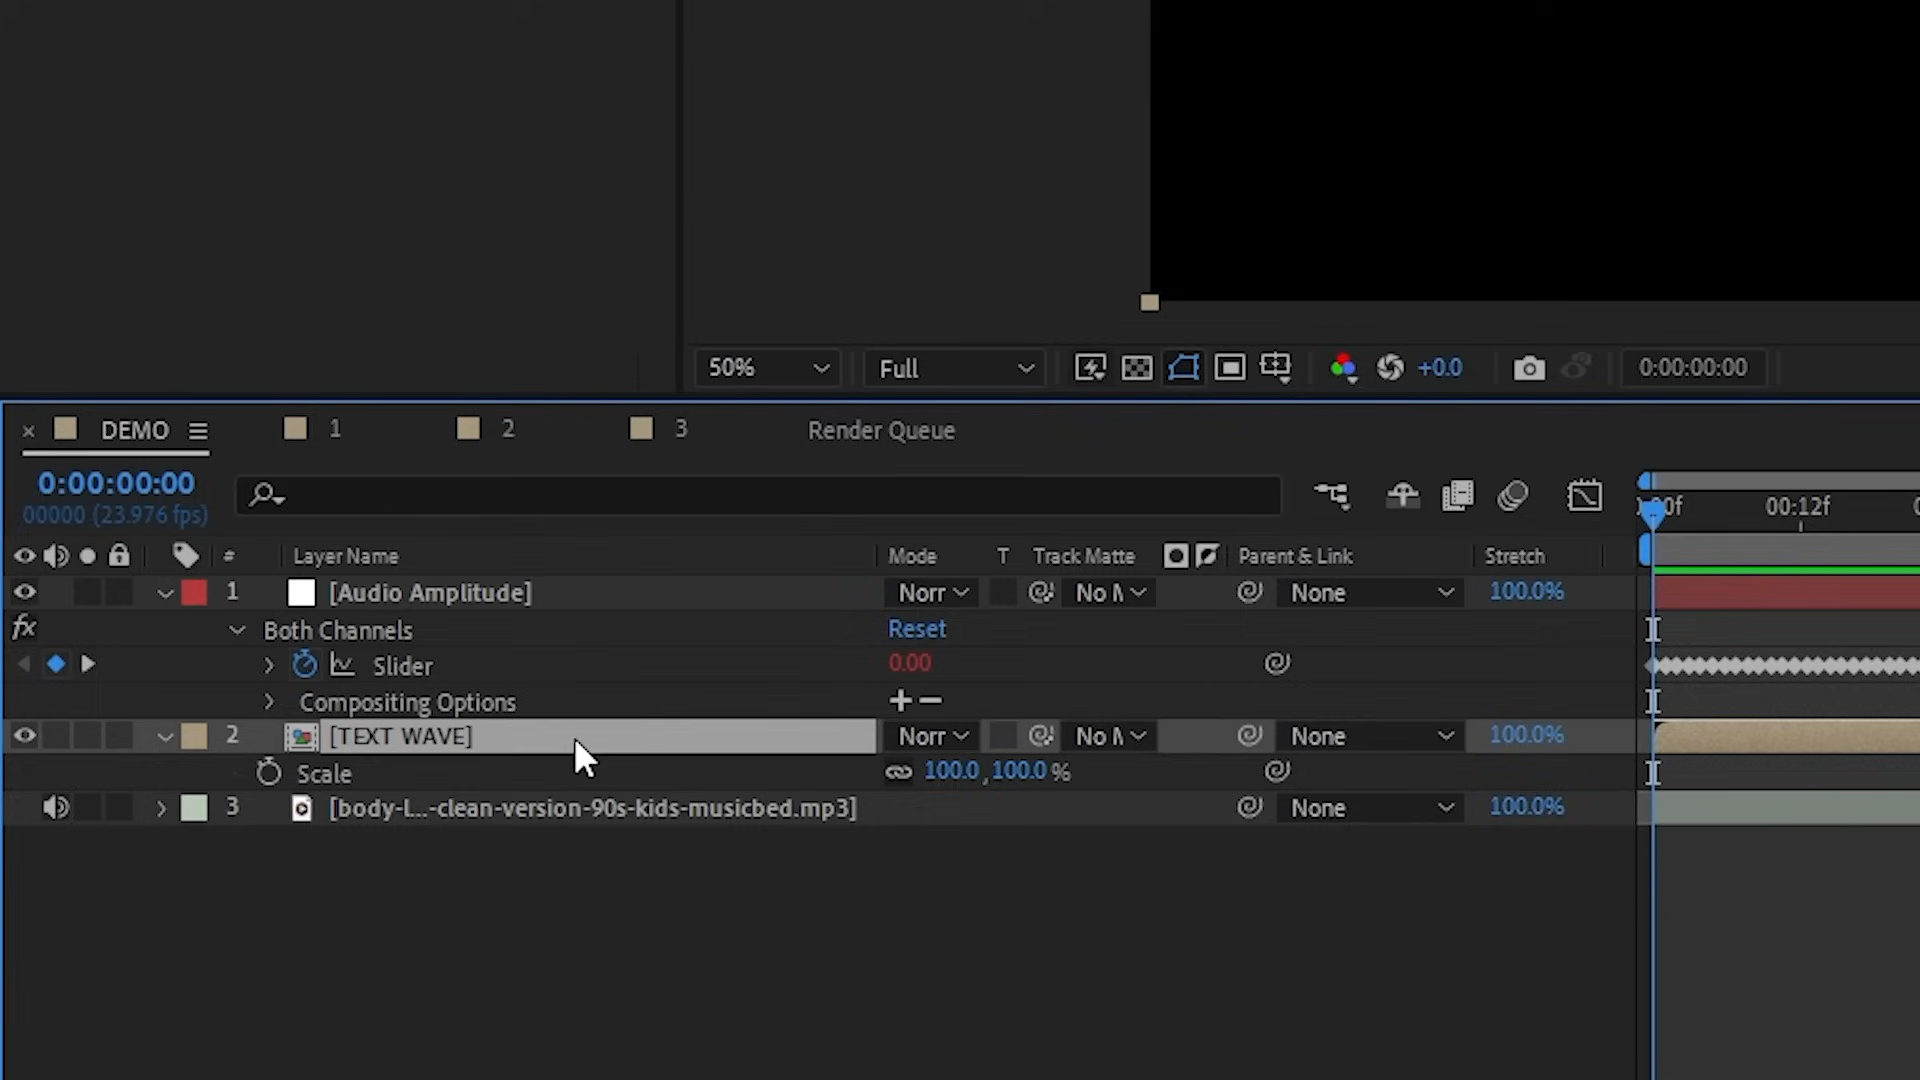 50% Full +0.0 0:00:00:00
DEMO 1 2 3 Render Queue
0:00:00:00
00000 (23.976 fps)
00f 00:12f
# Layer Name Mode T Track Matte Parent & Link Stretch
1 [Audio Amplitude] Norr No M None 100.0%
fx Both Channels Reset
Slider 0.00
Compositing Options
2 [TEXT WAVE] Norr No M None 100.0%
Scale 100.0,100.0%
3 [body-l...-clean-version-90s-kids-musicbed.mp3] None 100.0%